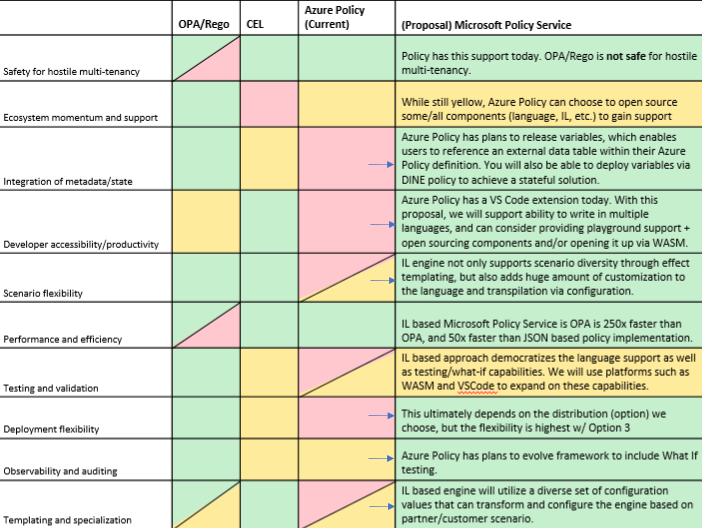 OPA/Rego
CEL
Azure Policy
(Current)
(Proposal) Microsoft Policy Service
Safety for hostile multi-tenancy
Policy has this support today. OPA/Rego is not safe for hostile
multi-tenancy.
Ecosystem momentum and support
While still yellow, Azure Policy can choose to open source
some/all components (language, IL, etc.) to gain support
Integration of metadata/state
Azure Policy has plans to release variables, which enables
users to reference an external data table within their Azure
Policy definition. You will also be able to deploy variables via
DINE policy to achieve a stateful solution.
Developer accessibility/productivity
Azure Policy has a VS Code extension today. With this
proposal, we will support ability to write in multiple
languages, and can consider providing playground support +
open sourcing components and/or opening it up via WASM.
Scenario flexibility
IL engine not only supports scenario diversity through effect
templating, but also adds huge amount of customization to
the language and transpilation via configuration.
Performance and efficiency
IL based Microsoft Policy Service is OPA is 250x faster than
OPA, and 50x faster than JSON based policy implementation.
Testing and validation
IL based approach democratizes the language support as well
as testing/what-if capabilities. We will use platforms such as
WASM and VSCode to expand on these capabilities.
Deployment flexibility
This ultimately depends on the distribution (option) we
choose, but the flexibility is highest w/ Option 3
Observability and auditing
Azure Policy has plans to evolve framework to include What If
testing.
Templating and specialization
IL based engine will utilize a diverse set of configuration
values that can transform and configure the engine based on
partner/customer scenario.